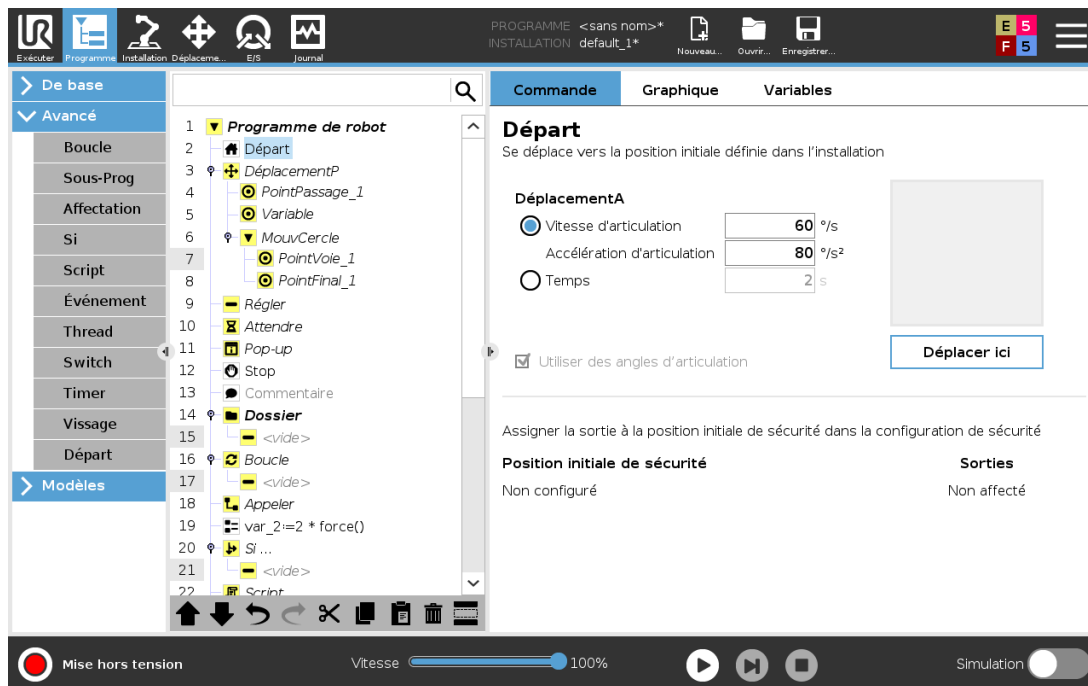 PROGRAMME <sans nom>*
INSTALLATION default_1*
Exécuter
Programme
Installation
Déplaceme...
E/S
Journal
Nouveau...
Ouvrir...
Enregistrer...
E 5
F 5
De base
Avancé
Boucle
Sous-Prog
Affectation
Si
Script
Événement
Thread
Switch
Timer
Vissage
Départ
Modèles
1 Programme de robot
2 Départ
3 DéplacementP
4 PointPassage_1
5 Variable
6 MouvCercle
7 PointVoie_1
8 PointFinal_1
9 Régler
10 Attendre
11 Pop-up
12 Stop
13 Commentaire
14 Dossier
15 <vide>
16 Boucle
17 <vide>
18 Appeler
19 var_2:=2 * force()
20 Si ...
21 <vide>
22 Script
Commande
Graphique
Variables
Départ
Se déplace vers la position initiale définie dans l'installation
DéplacementA
Vitesse d'articulation 60 °/s
Accélération d'articulation 80 °/s²
Temps 2 s
Utiliser des angles d'articulation
Déplacer ici
Assigner la sortie à la position initiale de sécurité dans la configuration de sécurité
Position initiale de sécurité
Sorties
Non configuré
Non affecté
Mise hors tension
Vitesse
100%
Simulation